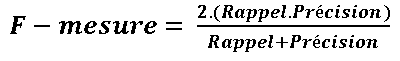 F − mesure = 2.(Rappel.Précision) / Rappel+Précision